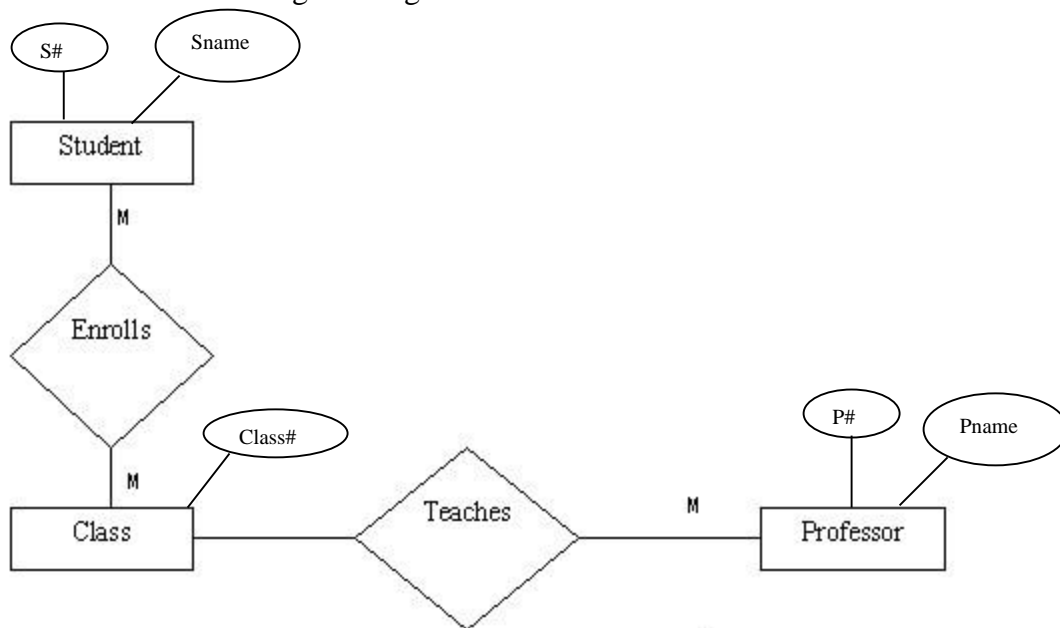 S#
Sname
Student
M
Enrolls
M
Class#
Class
Teaches
M
P#
Pname
Professor